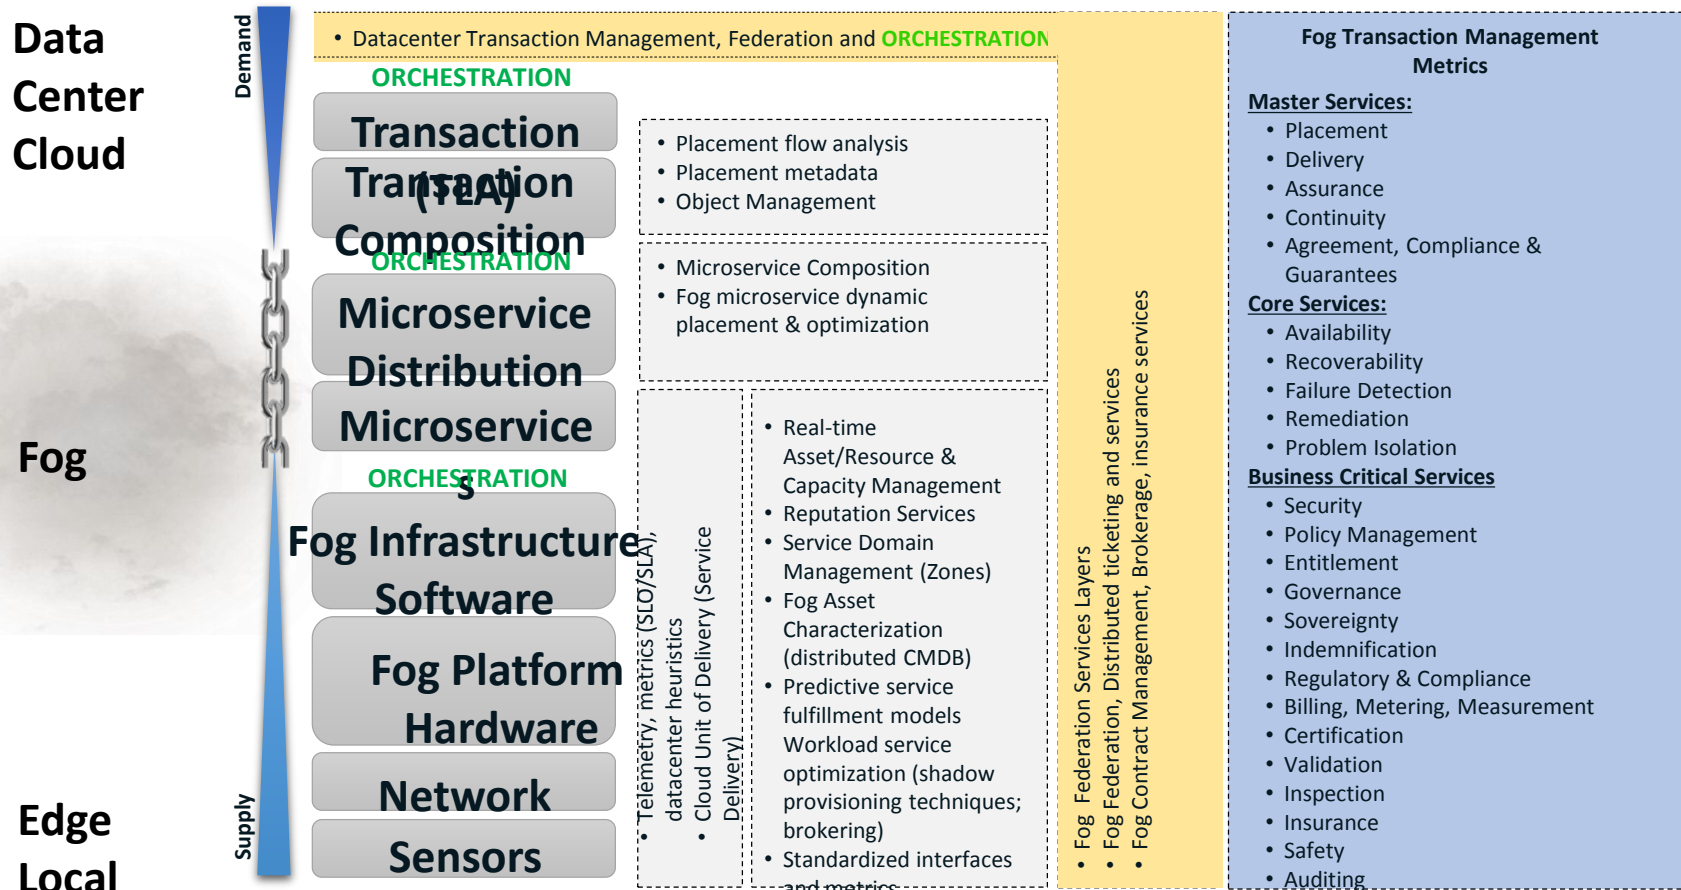 Data
Center
Cloud
Fog
Edge
Local
Demand
Supply
• Datacenter Transaction Management, Federation and ORCHESTRATION
ORCHESTRATION
Transaction
(TLA)
Transaction
Composition
ORCHESTRATION
Microservice
Distribution
Microservice
s
ORCHESTRATION
Fog Infrastructure
Software
Fog Platform
Hardware
Network
Sensors
• Placement flow analysis
• Placement metadata
• Object Management
• Microservice Composition
• Fog microservice dynamic
placement & optimization
• Telemetry, metrics (SLO/SLA),
datacenter heuristics
• Cloud Unit of Delivery (Service
Delivery)
• Real-time
Asset/Resource &
Capacity Management
• Reputation Services
• Service Domain
Management (Zones)
• Fog Asset
Characterization
(distributed CMDB)
• Predictive service
fulfillment models
Workload service
optimization (shadow
provisioning techniques;
brokering)
• Standardized interfaces
and metrics
• Fog Federation Services Layers
• Fog Federation, Distributed ticketing and services
• Fog Contract Management, Brokerage, insurance services
Fog Transaction Management
Metrics
Master Services:
• Placement
• Delivery
• Assurance
• Continuity
• Agreement, Compliance &
Guarantees
Core Services:
• Availability
• Recoverability
• Failure Detection
• Remediation
• Problem Isolation
Business Critical Services
• Security
• Policy Management
• Entitlement
• Governance
• Sovereignty
• Indemnification
• Regulatory & Compliance
• Billing, Metering, Measurement
• Certification
• Validation
• Inspection
• Insurance
• Safety
• Auditing